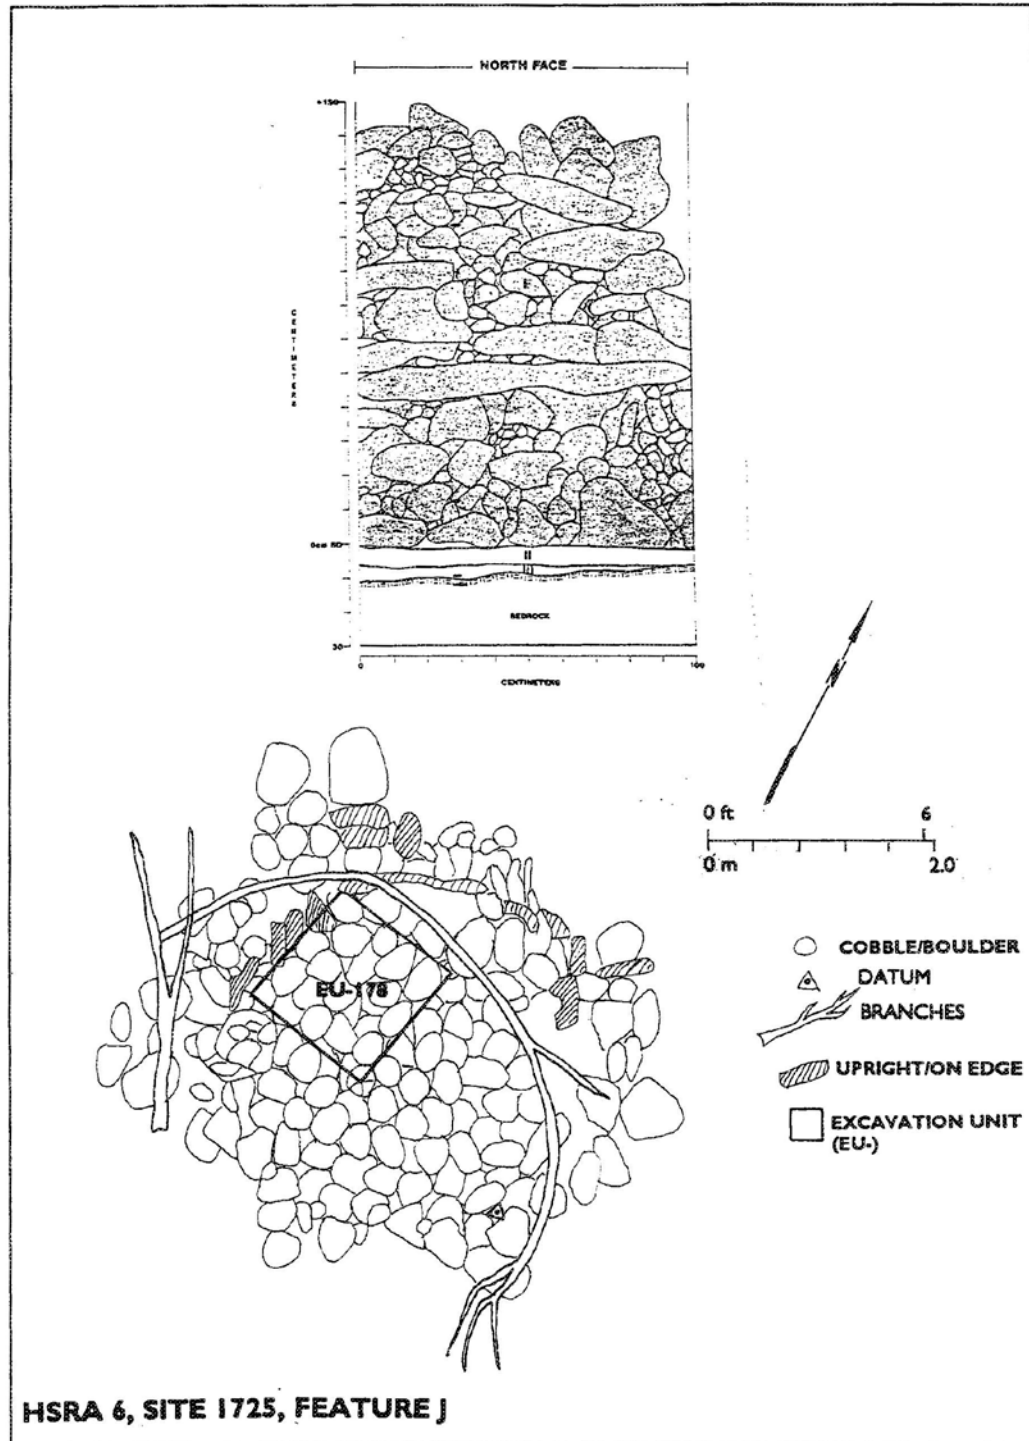 NORTH FACE
+150
CENTIMETERS
F
0cm BD
II
III
BEDROCK
30
0 100
CENTIMETERS
0 ft 6
0 m 2.0
EU-178
COBBLE/BOULDER
DATUM
BRANCHES
UPRIGHT/ON EDGE
EXCAVATION UNIT
(EU-)
HSRA 6, SITE 1725, FEATURE J